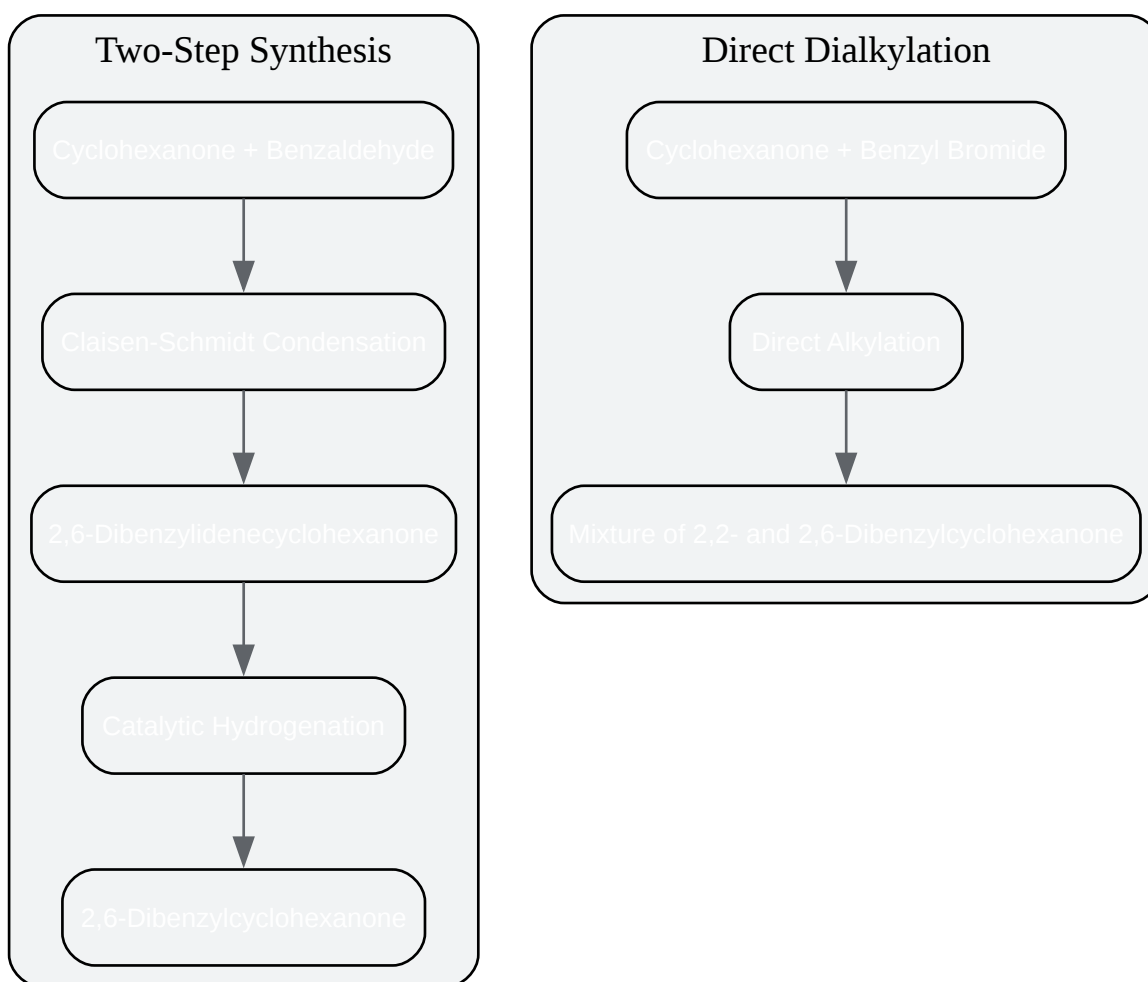 Two-Step Synthesis
Cyclohexanone + Benzaldehyde
Claisen-Schmidt Condensation
2,6-Dibenzylidenecyclohexanone
Catalytic Hydrogenation
2,6-Dibenzylcyclohexanone
Direct Dialkylation
Cyclohexanone + Benzyl Bromide
Direct Alkylation
Mixture of 2,2- and 2,6-Dibenzylcyclohexanone